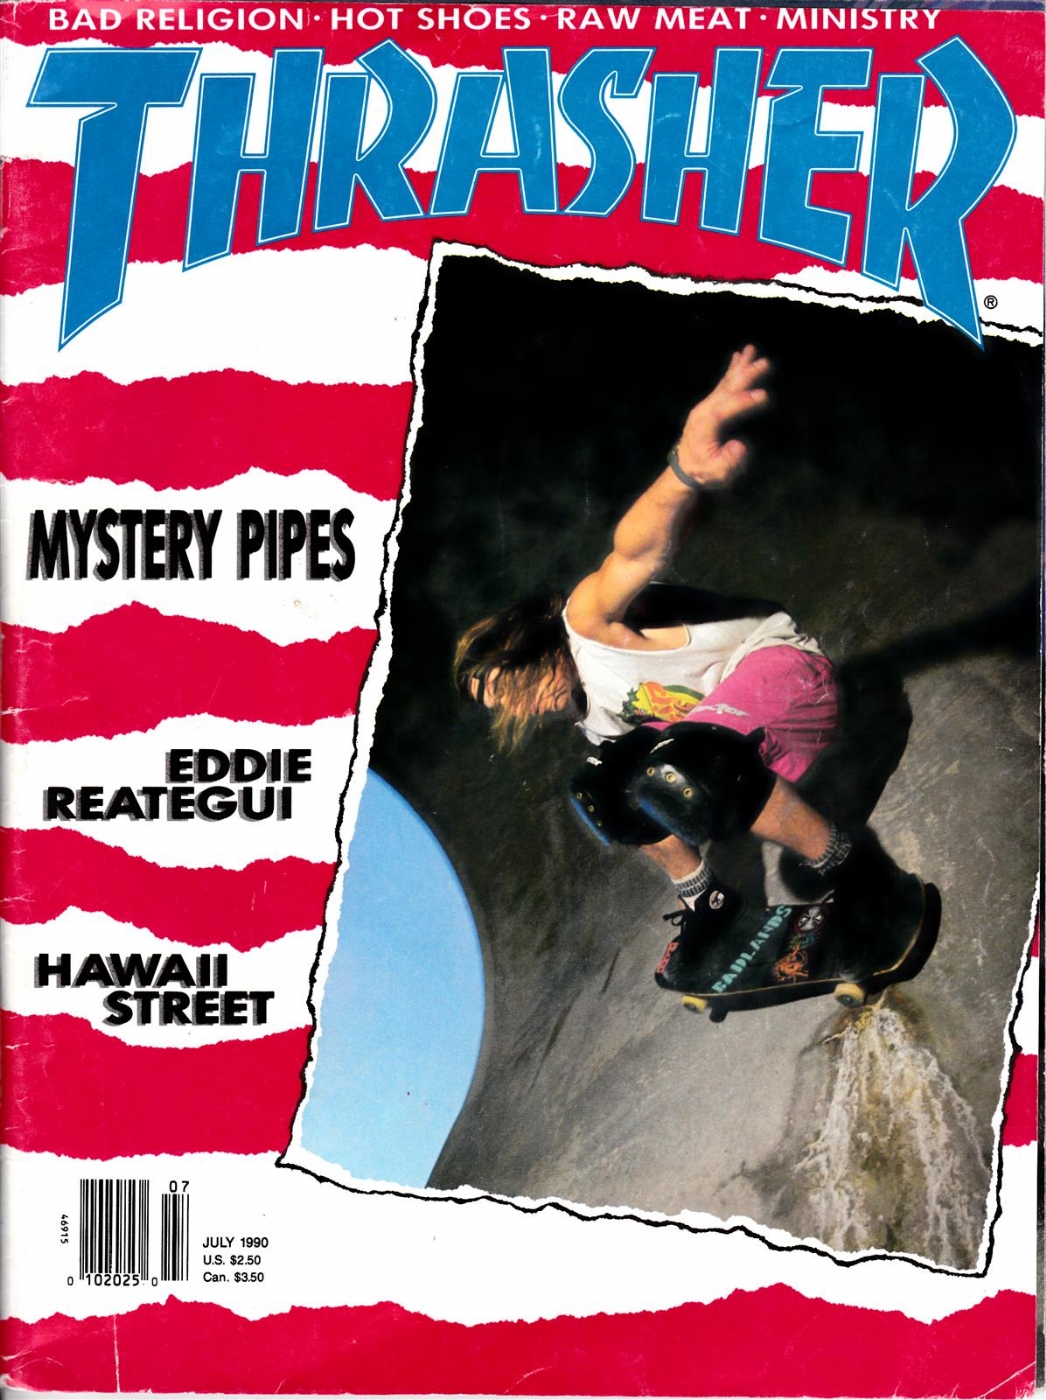 BAD RELIGION · HOT SHOES · RAW MEAT · MINISTRY
THRASHER
®
MYSTERY PIPES
EDDIE
REATEGUI
HAWAII
STREET
BADLANDS
07
46915
0 102025 0
JULY 1990
U.S. $2.50
Can. $3.50